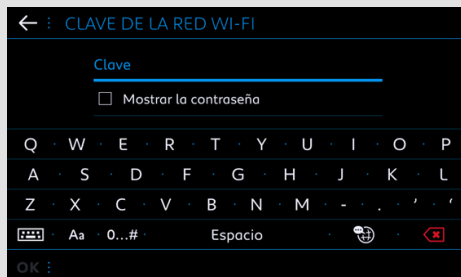 CLAVE DE LA RED WI-FI
Clave
Mostrar la contraseña
Q W E R T Y U I O P
A S D F G H J K L
Z X C V B N M - . ' ‘
Aa 0...# Espacio
OK